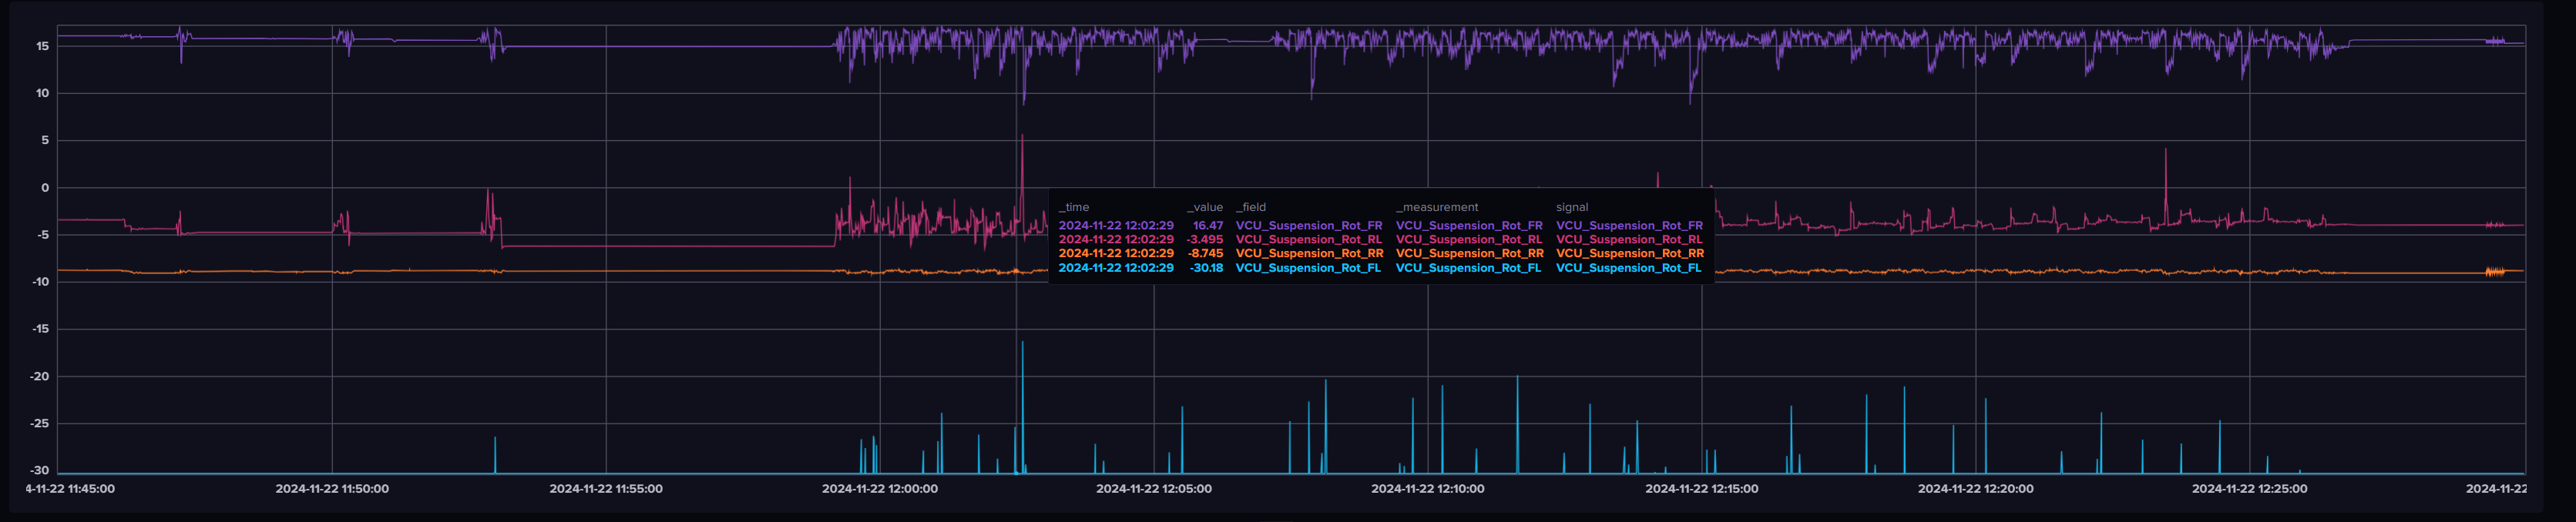 15
10
5
0
-5
-10
-15
-20
-25
-30
_time _value _field _measurement signal
2024-11-22 12:02:29 16.47 VCU_Suspension_Rot_FR VCU_Suspension_Rot_FR VCU_Suspension_Rot_FR
2024-11-22 12:02:29 -3.495 VCU_Suspension_Rot_RL VCU_Suspension_Rot_RL VCU_Suspension_Rot_RL
2024-11-22 12:02:29 -8.745 VCU_Suspension_Rot_RR VCU_Suspension_Rot_RR VCU_Suspension_Rot_RR
2024-11-22 12:02:29 -30.18 VCU_Suspension_Rot_FL VCU_Suspension_Rot_FL VCU_Suspension_Rot_FL
4-11-22 11:45:00 2024-11-22 11:50:00 2024-11-22 11:55:00 2024-11-22 12:00:00 2024-11-22 12:05:00 2024-11-22 12:10:00 2024-11-22 12:15:00 2024-11-22 12:20:00 2024-11-22 12:25:00 2024-11-22